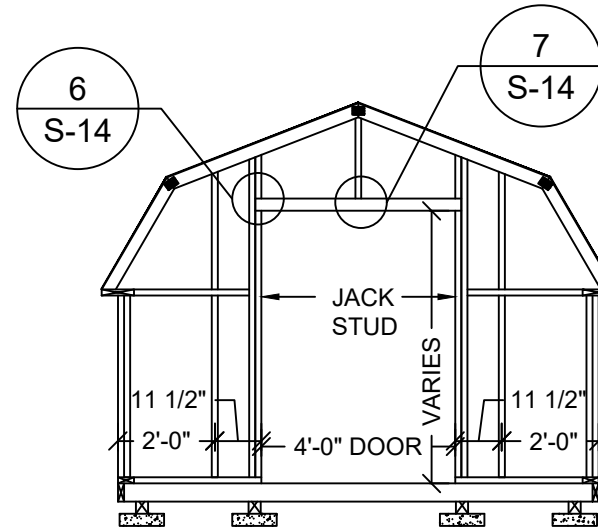 6
S-14
7
S-14
JACK
STUD
VARIES
11 1/2"
11 1/2"
2'-0"
4'-0" DOOR
2'-0"